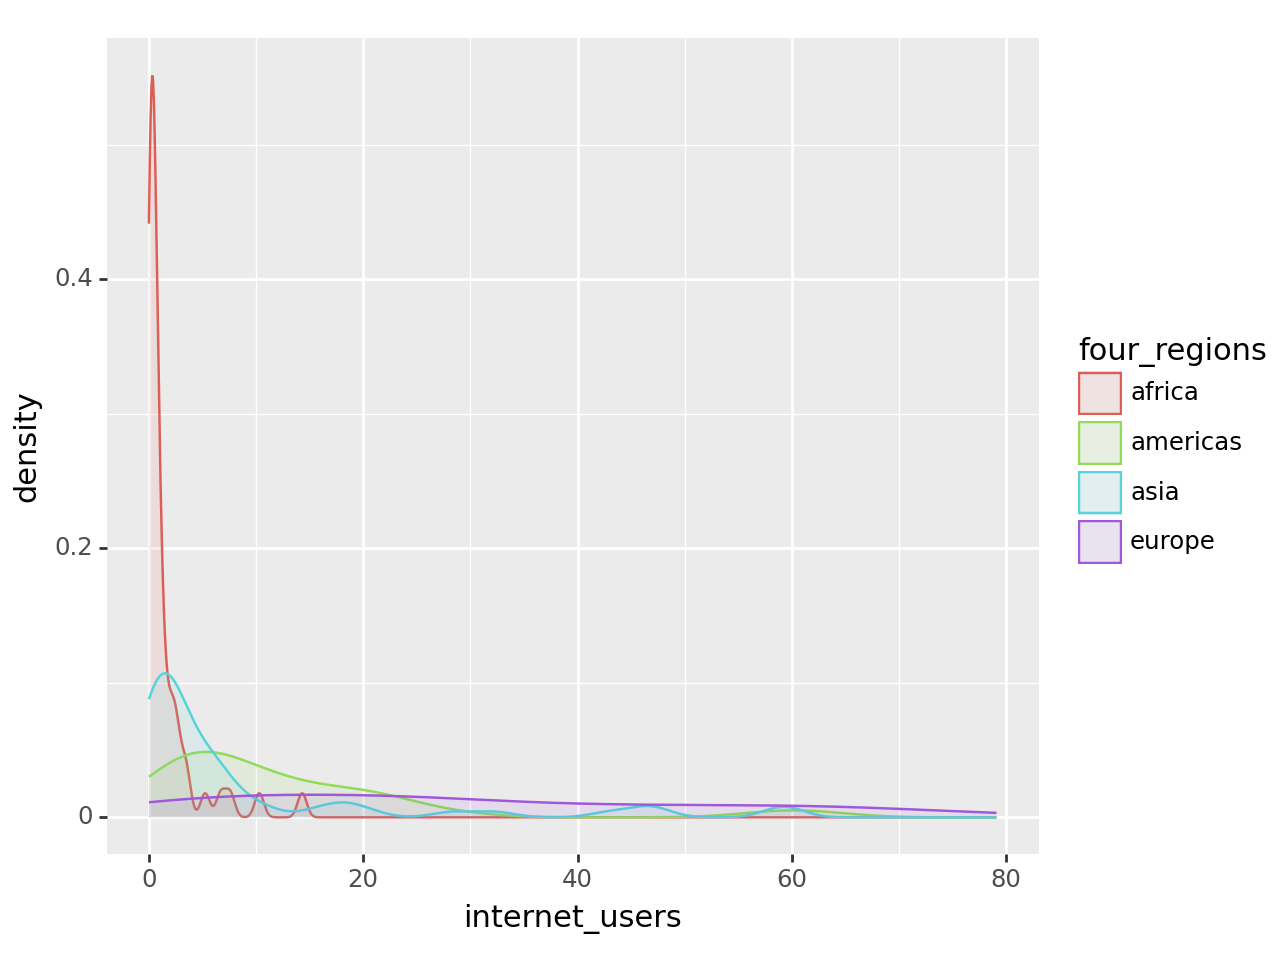 0.4
0.2
0
density
0
20
40
60
80
internet_users
four_regions
africa
americas
asia
europe